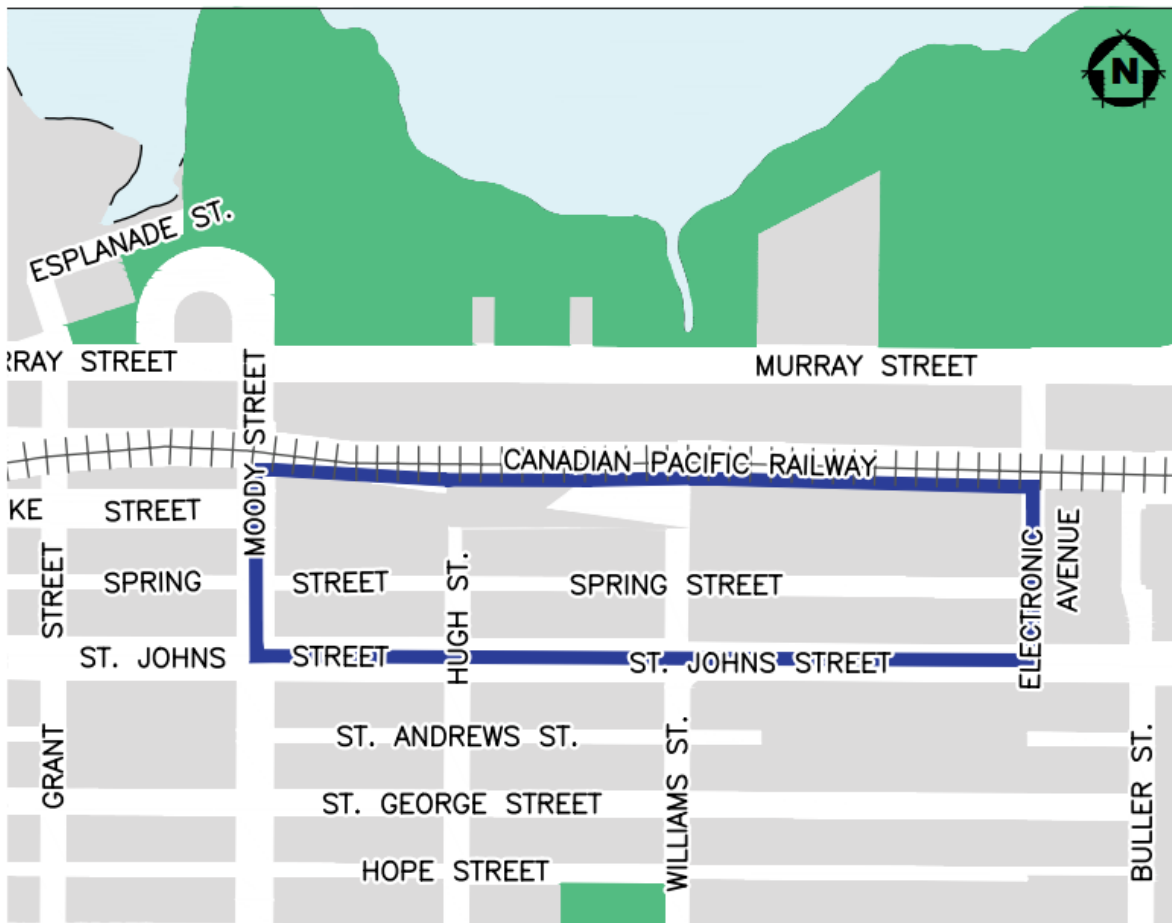 N
ESPLANADE ST.
RRAY STREET
MURRAY STREET
MOODY STREET
CANADIAN PACIFIC RAILWAY
KE STREET
STREET
SPRING STREET
SPRING STREET
HUGH ST.
ELECTRONIC
AVENUE
ST. JOHNS STREET
ST. JOHNS STREET
GRANT
ST. ANDREWS ST.
WILLIAMS ST.
BULLER ST.
ST. GEORGE STREET
HOPE STREET